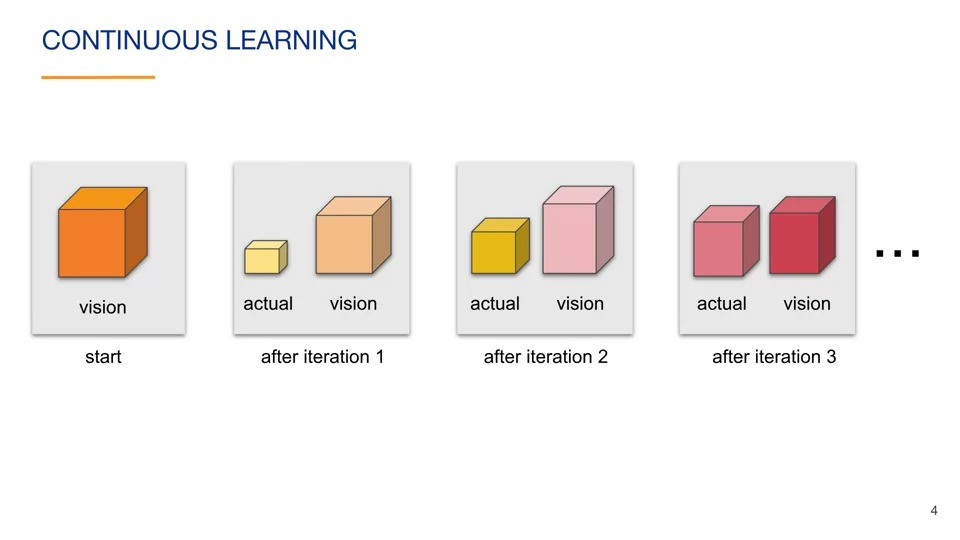 CONTINUOUS LEARNING
vision
start
actual vision
after iteration 1
actual vision
after iteration 2
actual vision
after iteration 3
...
4